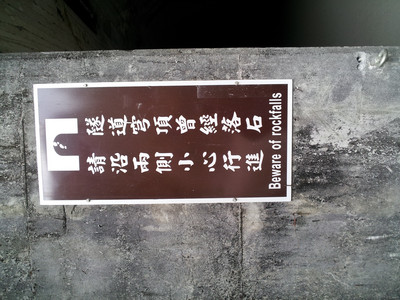 隧道穹頂曾經落石
請沿兩側小心行進
Beware of rockfalls